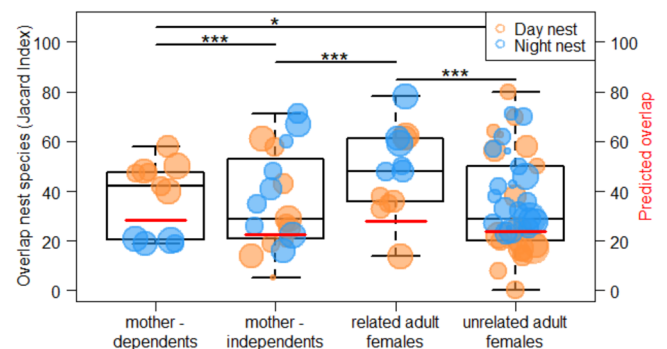 *
***
***
***
Day nest
Night nest
Overlap nest species (Jacard Index)
100
80
60
40
20
0
100
80
60
40
20
0
Predicted overlap
mother -
dependents
mother -
independents
related adult
females
unrelated adult
females